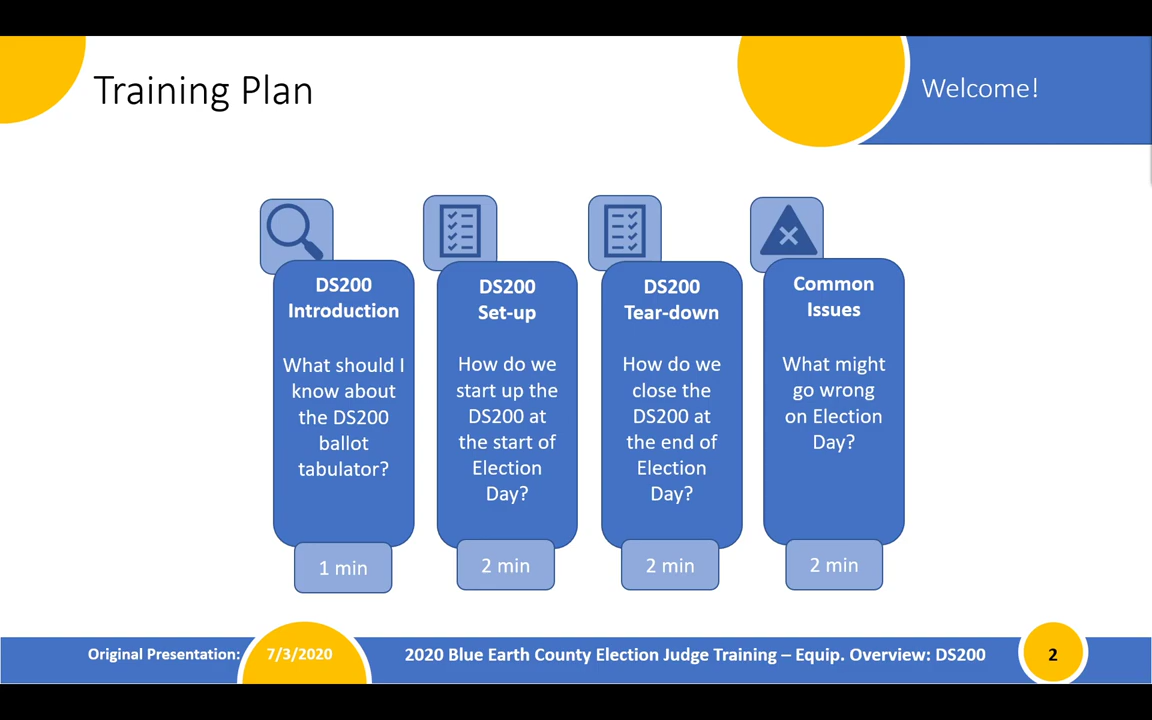 Training Plan
Welcome!
DS200
Introduction
What should I
know about
the DS200
ballot
tabulator?
1 min
DS200
Set-up
How do we
start up the
DS200 at
the start of
Election
Day?
2 min
DS200
Tear-down
How do we
close the
DS200 at
the end of
Election
Day?
2 min
Common
Issues
What might
go wrong
on Election
Day?
2 min
Original Presentation:
7/3/2020
2020 Blue Earth County Election Judge Training – Equip. Overview: DS200
2